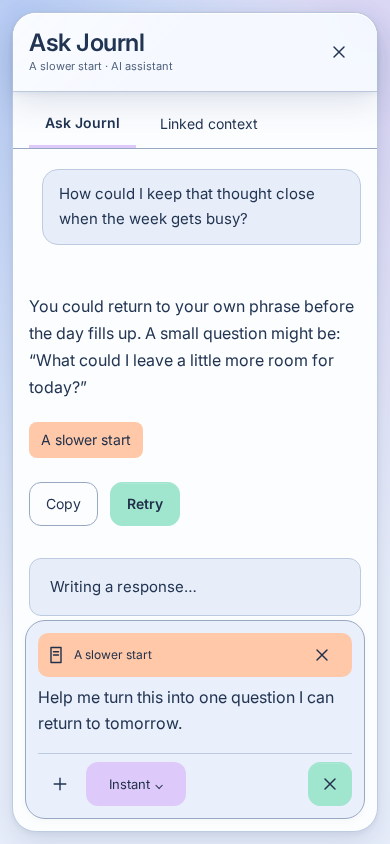 Ask Journl
A slower start · AI assistant
Ask Journl
Linked context
How could I keep that thought close
when the week gets busy?
You could return to your own phrase before
the day fills up. A small question might be:
“What could I leave a little more room for
today?”
A slower start
Copy
Retry
Writing a response…
A slower start
Help me turn this into one question I can
return to tomorrow.
Instant